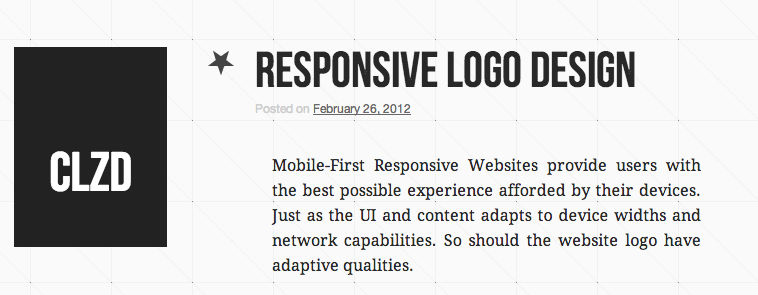 CLZD
RESPONSIVE LOGO DESIGN
Posted on February 26, 2012
Mobile-First Responsive Websites provide users with
the best possible experience afforded by their devices.
Just as the UI and content adapts to device widths and
network capabilities. So should the website logo have
adaptive qualities.